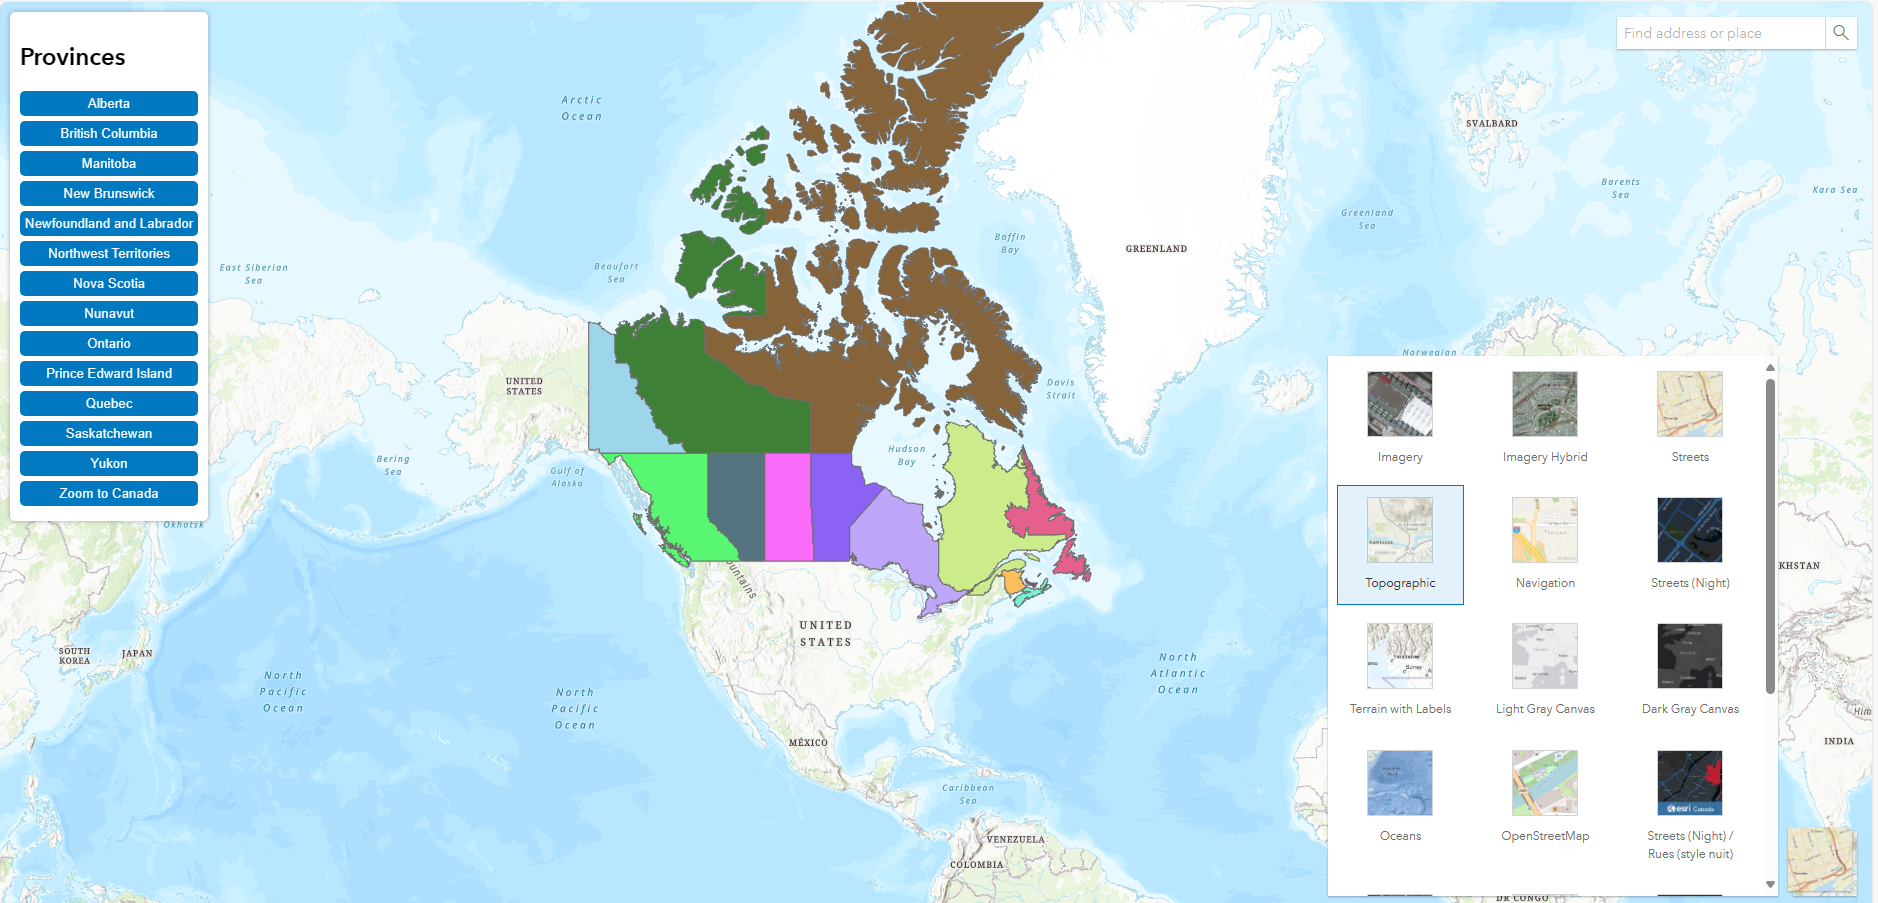 Provinces
Alberta
British Columbia
Manitoba
New Brunswick
Newfoundland and Labrador
Northwest Territories
Nova Scotia
Nunavut
Ontario
Prince Edward Island
Quebec
Saskatchewan
Yukon
Zoom to Canada
Find address or place
Arctic
Ocean
SVALBARD
Barents
Sea
Kara Sea
Greenland
Sea
Baffin
Bay
GREENLAND
East Siberian
Sea
Beaufort
Sea
Norwegian
UNITED
STATES
Davis
Strait
Hudson
Bay
Bering
Sea
Gulf of
Alaska
Okhotsk
ountains
UNITED
STATES
SOUTH
KOREA
JAPAN
North
Pacific
Ocean
North
Pacific
Ocean
North
Atlantic
Ocean
MÉXICO
Caribbean
Sea
VENEZUELA
COLOMBIA
KHSTAN
Him
INDIA
DR CONGO
Imagery
Imagery Hybrid
Streets
Topographic
Navigation
Streets (Night)
Terrain with Labels
Light Gray Canvas
Dark Gray Canvas
Oceans
OpenStreetMap
esri Canada
Streets (Night) /
Rues (style nuit)